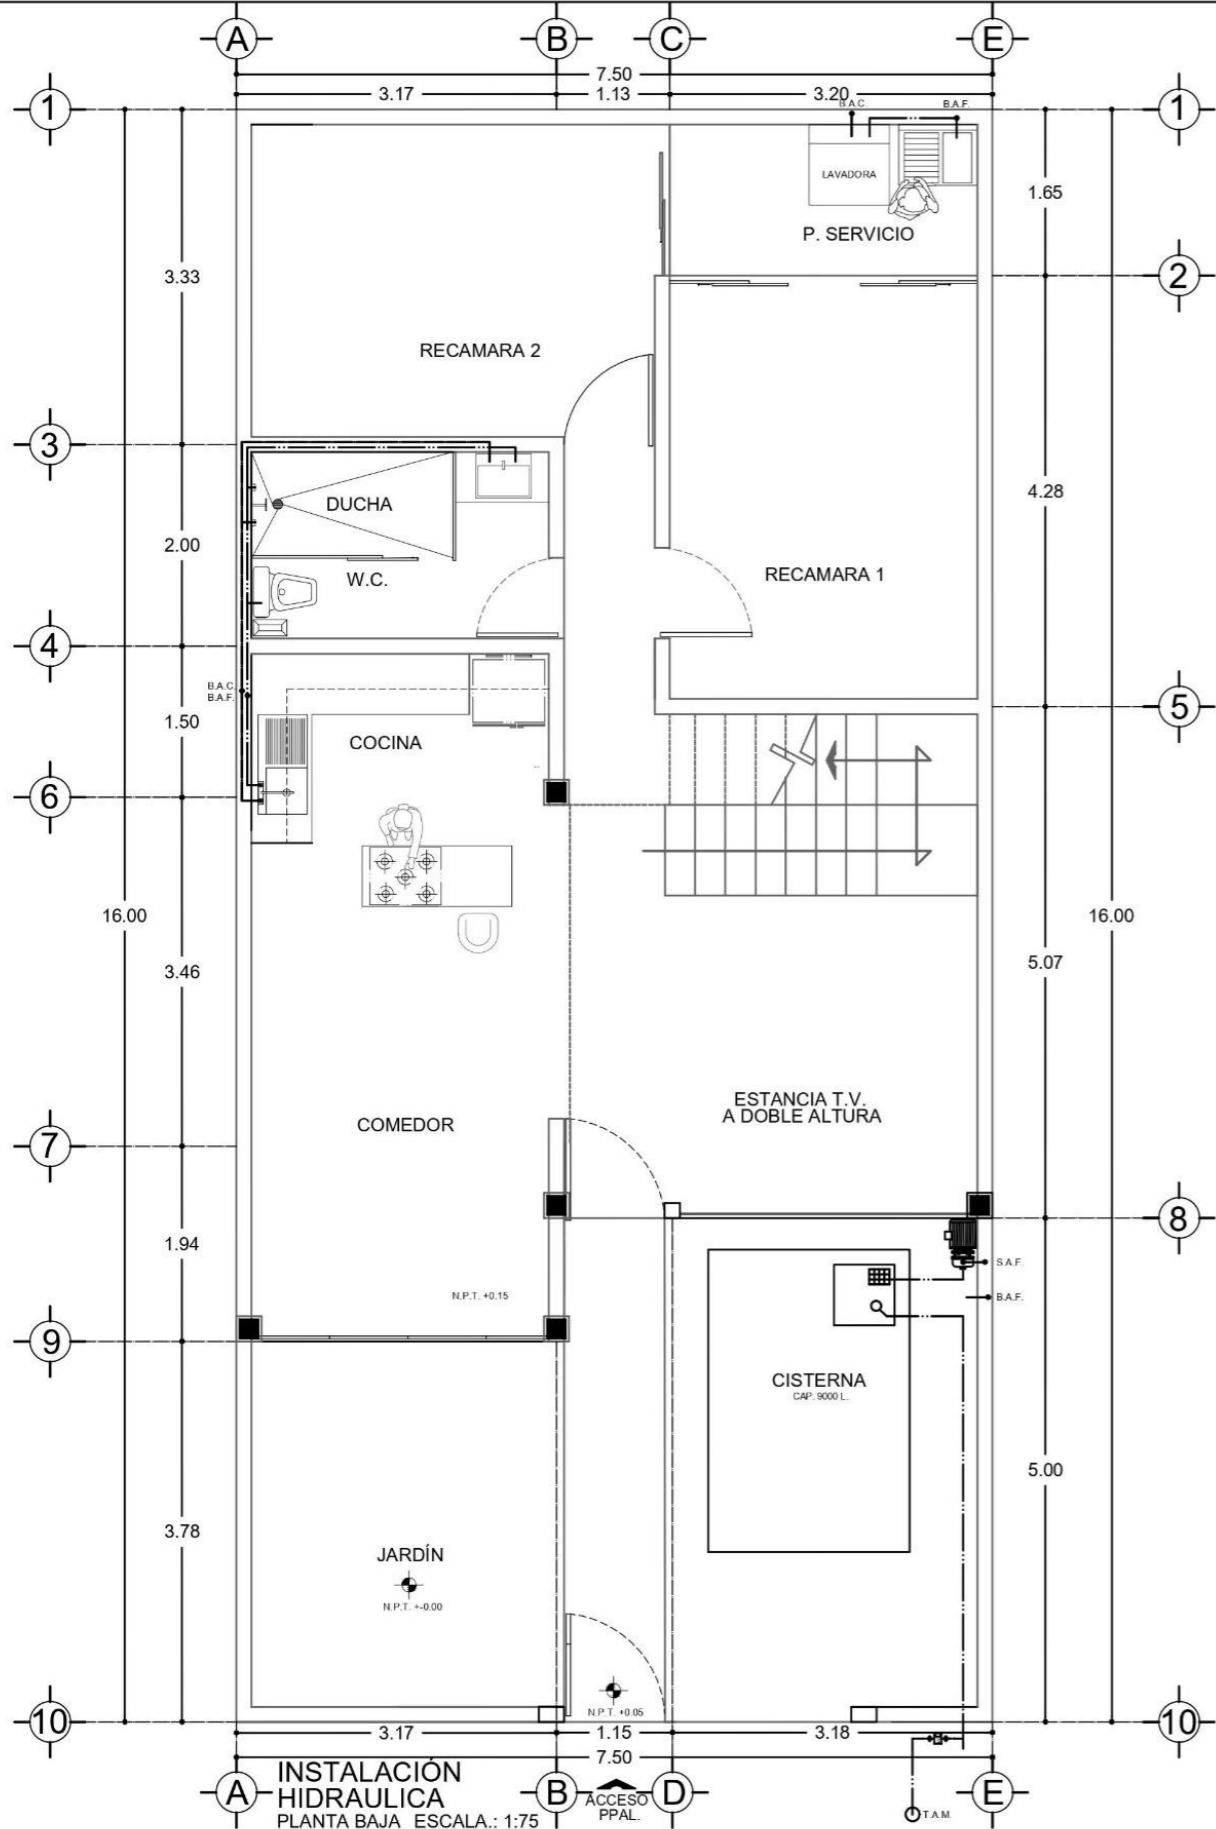 A
B
C
E
7.50
3.17
1.13
3.20
1
B.A.C.
B.A.F.
1
LAVADORA
1.65
P. SERVICIO
3.33
2
RECAMARA 2
3
DUCHA
4.28
2.00
W.C.
RECAMARA 1
4
B.A.C.
B.A.F.
1.50
5
COCINA
6
16.00
16.00
3.46
5.07
ESTANCIA T.V.
A DOBLE ALTURA
COMEDOR
7
8
1.94
S.A.F.
N.P.T. +0.15
B.A.F.
9
CISTERNA
CAP. 9000 L.
5.00
3.78
JARDÍN
N.P.T. +-0.00
N.P.T. +0.05
10
10
3.17
1.15
3.18
7.50
INSTALACIÓN
HIDRAULICA
PLANTA BAJA ESCALA.: 1:75
A
B
ACCESO
PPAL.
D
E
T.A.M.